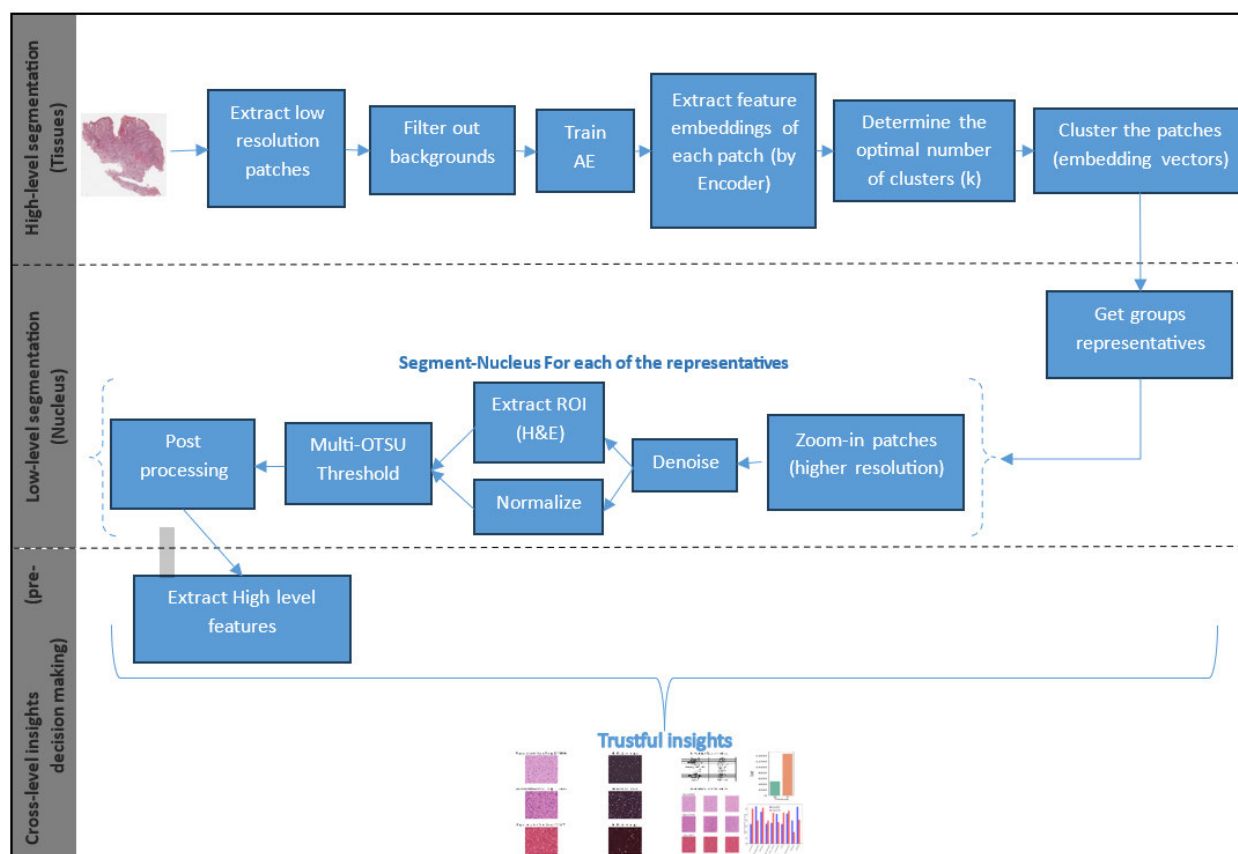 High-level segmentation
(Tissues)
Extract low
resolution
patches
Filter out
backgrounds
Train
AE
Extract feature
embeddings of
each patch (by
Encoder)
Determine the
optimal number
of clusters (k)
Cluster the patches
(embedding vectors)
Low-level segmentation
(Nucleus)
Get groups
representatives
Segment-Nucleus For each of the representatives
Zoom-in patches
(higher resolution)
Denoise
Extract ROI
(H&E)
Normalize
Multi-OTSU
Threshold
Post
processing
Cross-level insights (pre-
decision making)
Extract High level
features
Trustful insights